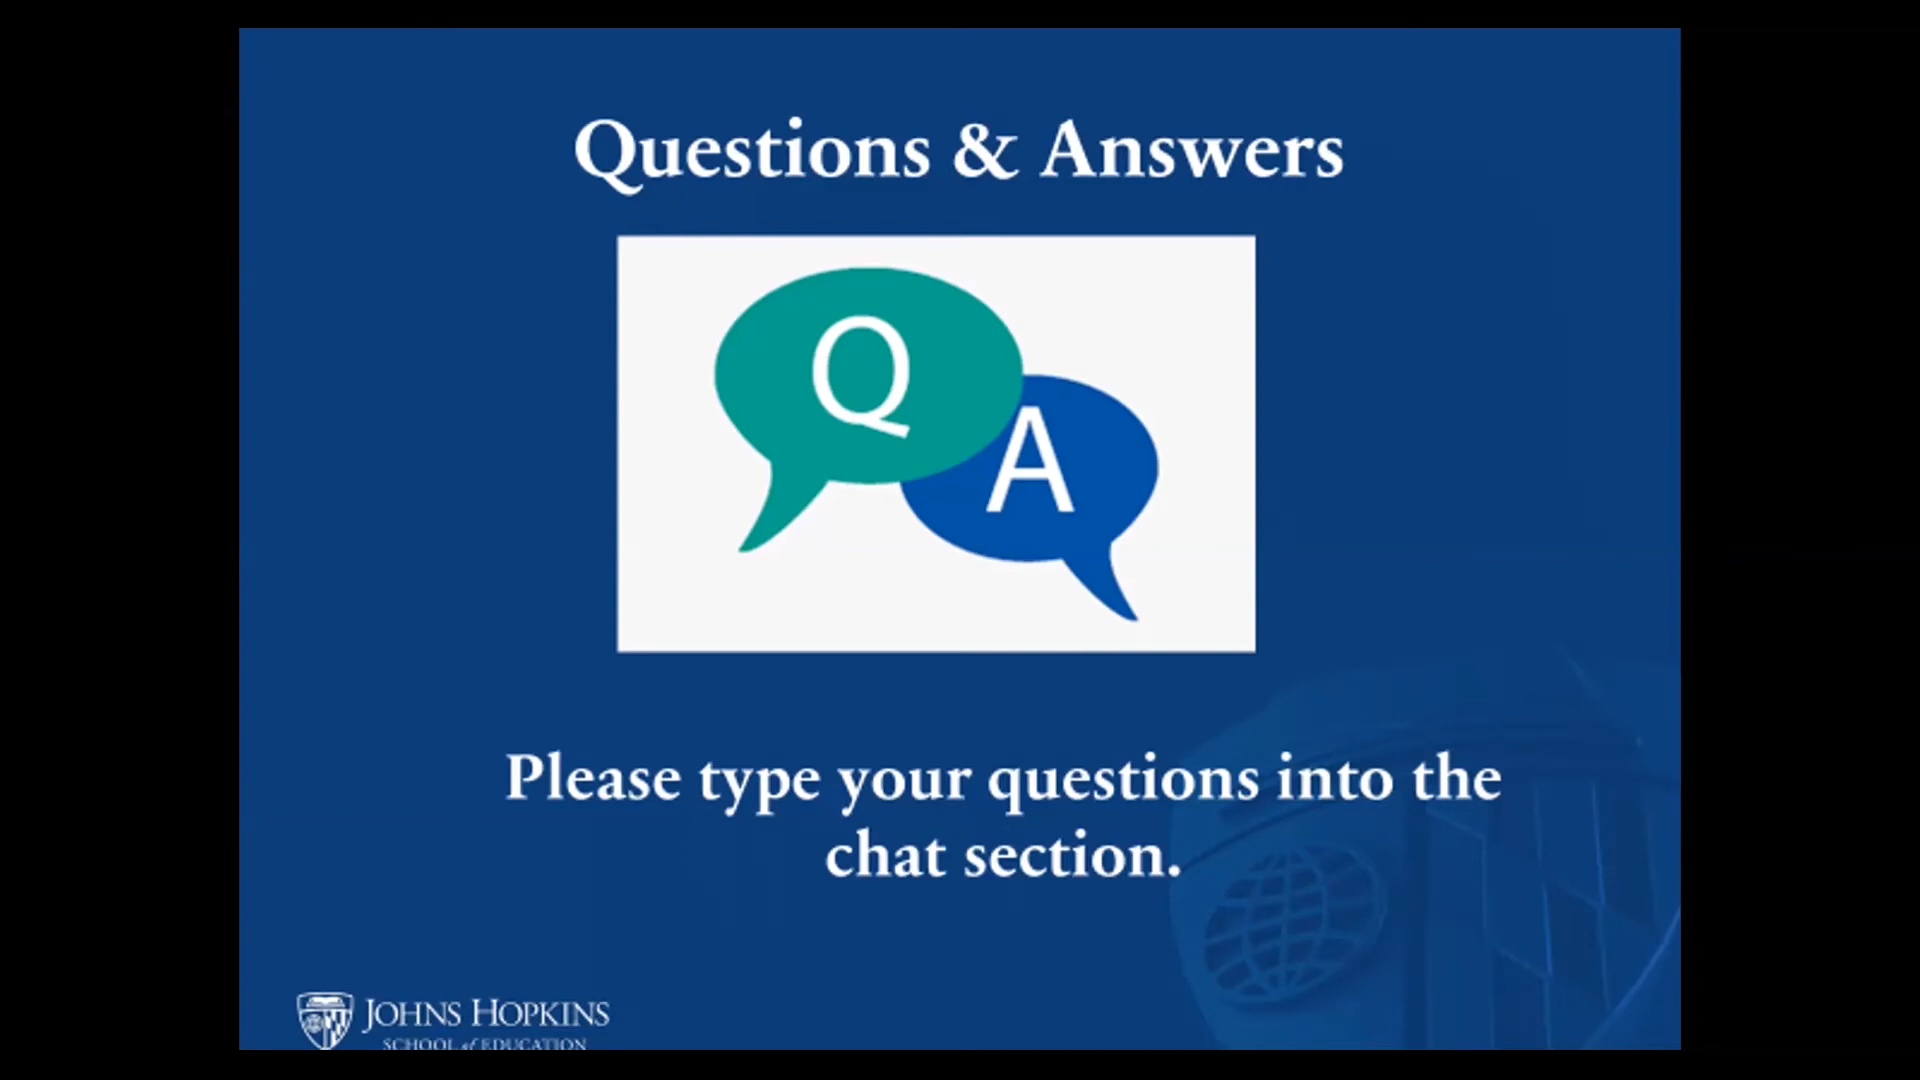 Questions & Answers
Q
A
Please type your questions into the
chat section.
JOHNS HOPKINS
SCHOOL of EDUCATION